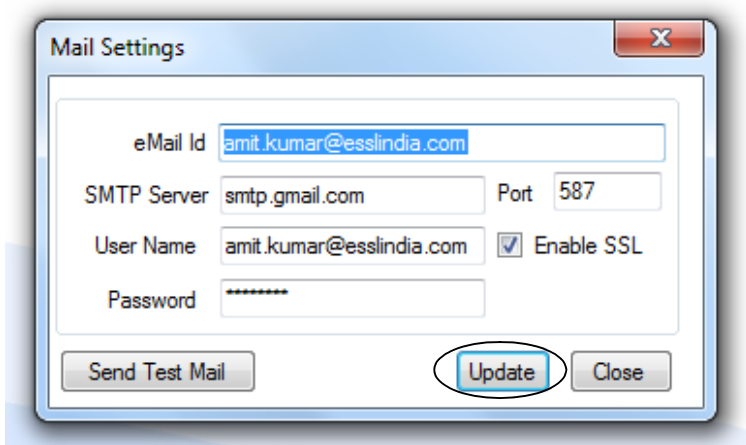 Mail Settings
eMail Id amit.kumar@esslindia.com
SMTP Server smtp.gmail.com Port 587
User Name amit.kumar@esslindia.com Enable SSL
Password ********
Send Test Mail Update Close